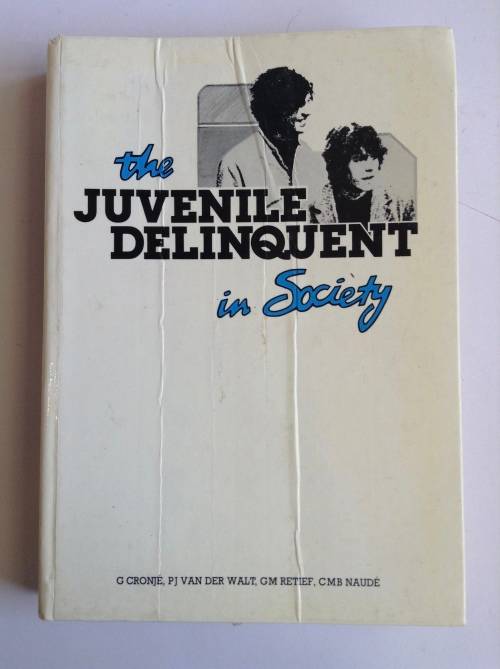 the
JUVENILE
DELINQUENT
in Society
G CRONJÉ, PJ VAN DER WALT, GM RETIEF, CMB NAUDÉ